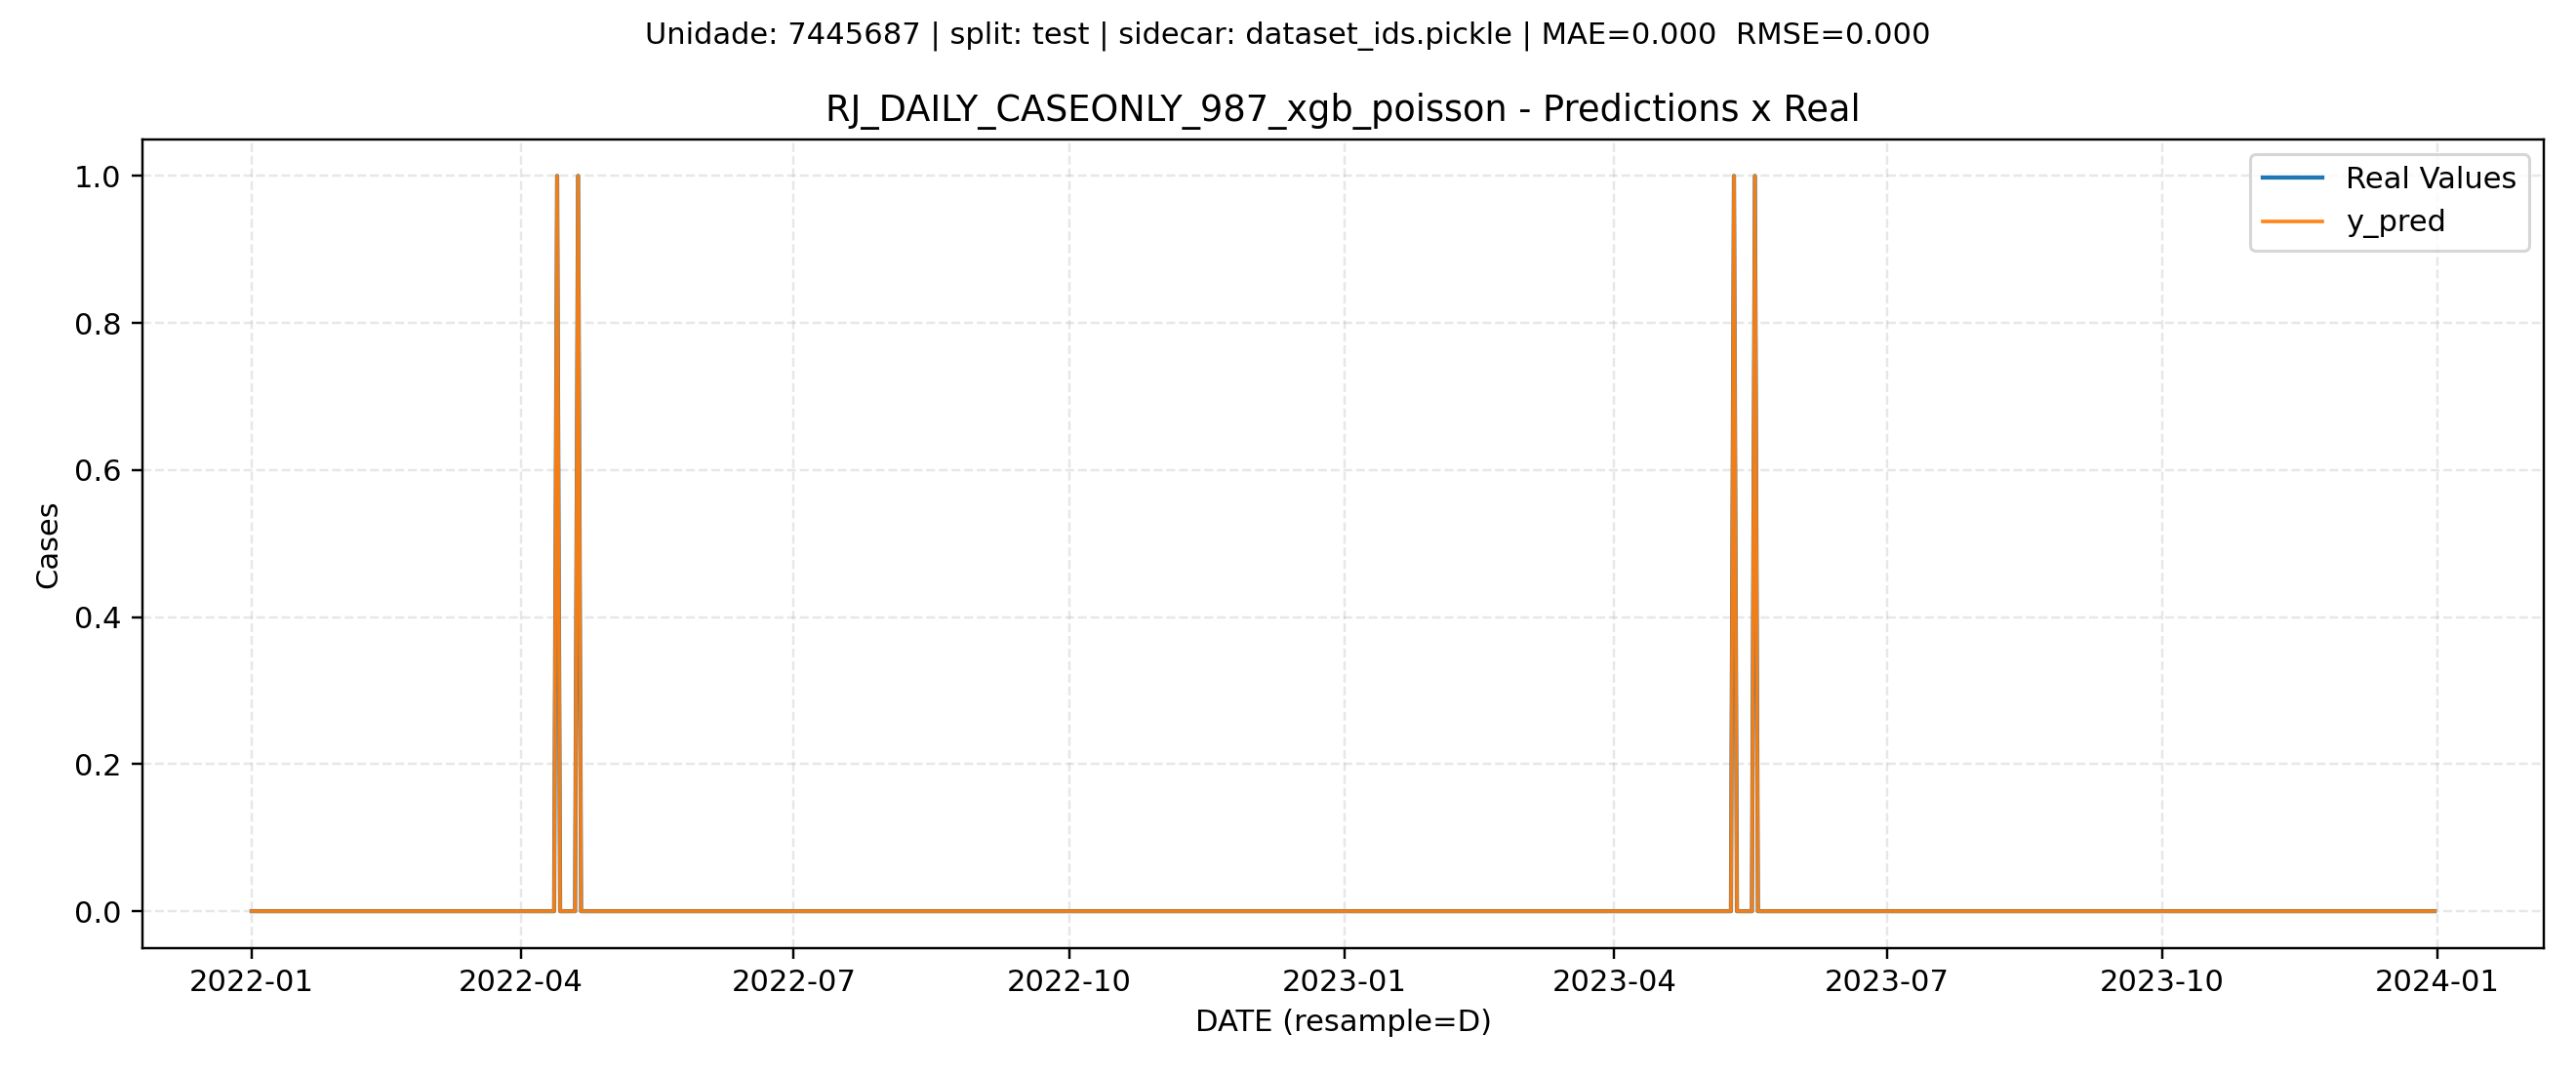 Unidade: 7445687 | split: test | sidecar: dataset_ids.pickle | MAE=0.000  RMSE=0.000
RJ_DAILY_CASEONLY_987_xgb_poisson - Predictions x Real
Real Values
y_pred
1.0
0.8
0.6
0.4
0.2
0.0
Cases
2022-01
2022-04
2022-07
2022-10
2023-01
2023-04
2023-07
2023-10
2024-01
DATE (resample=D)